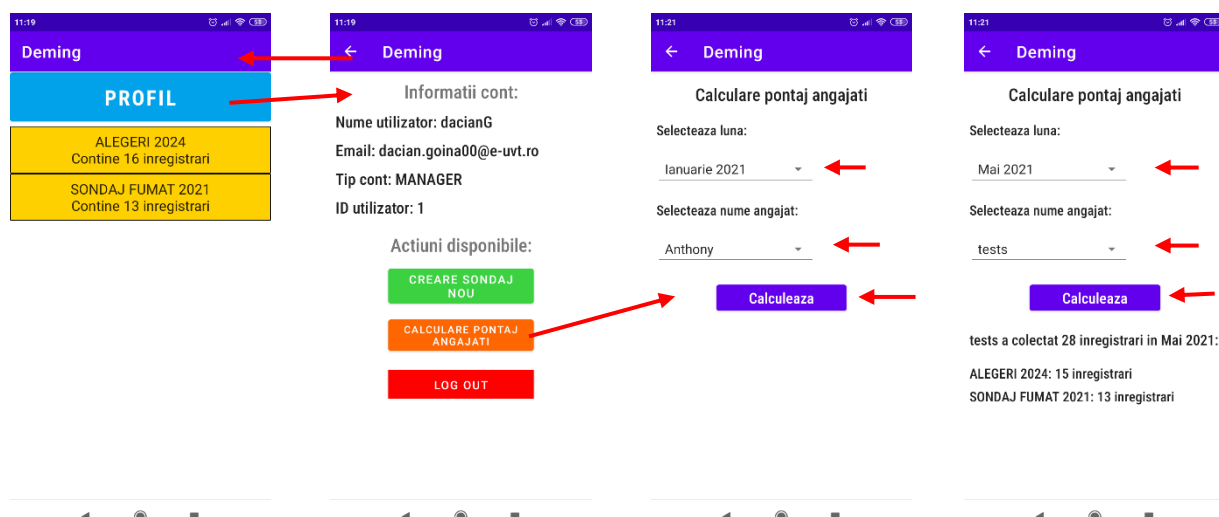 11:19
58
Deming
PROFIL
ALEGERI 2024
Contine 16 inregistrari
SONDAJ FUMAT 2021
Contine 13 inregistrari
11:19
58
Deming
Informatii cont:
Nume utilizator: dacianG
Email: dacian.goina00@e-uvt.ro
Tip cont: MANAGER
ID utilizator: 1
Actiuni disponibile:
CREARE SONDAJ
NOU
CALCULARE PONTAJ
ANGAJATI
LOG OUT
11:21
58
Deming
Calculare pontaj angajati
Selecteaza luna:
Ianuarie 2021
Selecteaza nume angajat:
Anthony
Calculeaza
11:21
58
Deming
Calculare pontaj angajati
Selecteaza luna:
Mai 2021
Selecteaza nume angajat:
tests
Calculeaza
tests a colectat 28 inregistrari in Mai 2021:
ALEGERI 2024: 15 inregistrari
SONDAJ FUMAT 2021: 13 inregistrari